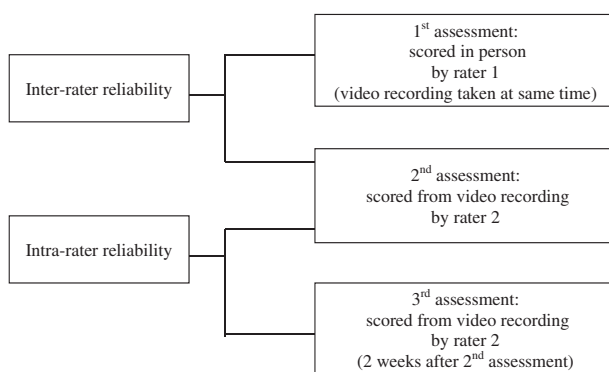 1st assessment:
scored in person
by rater 1
(video recording taken at same time)
Inter-rater reliability
2nd assessment:
scored from video recording
by rater 2
Intra-rater reliability
3rd assessment:
scored from video recording
by rater 2
(2 weeks after 2nd assessment)